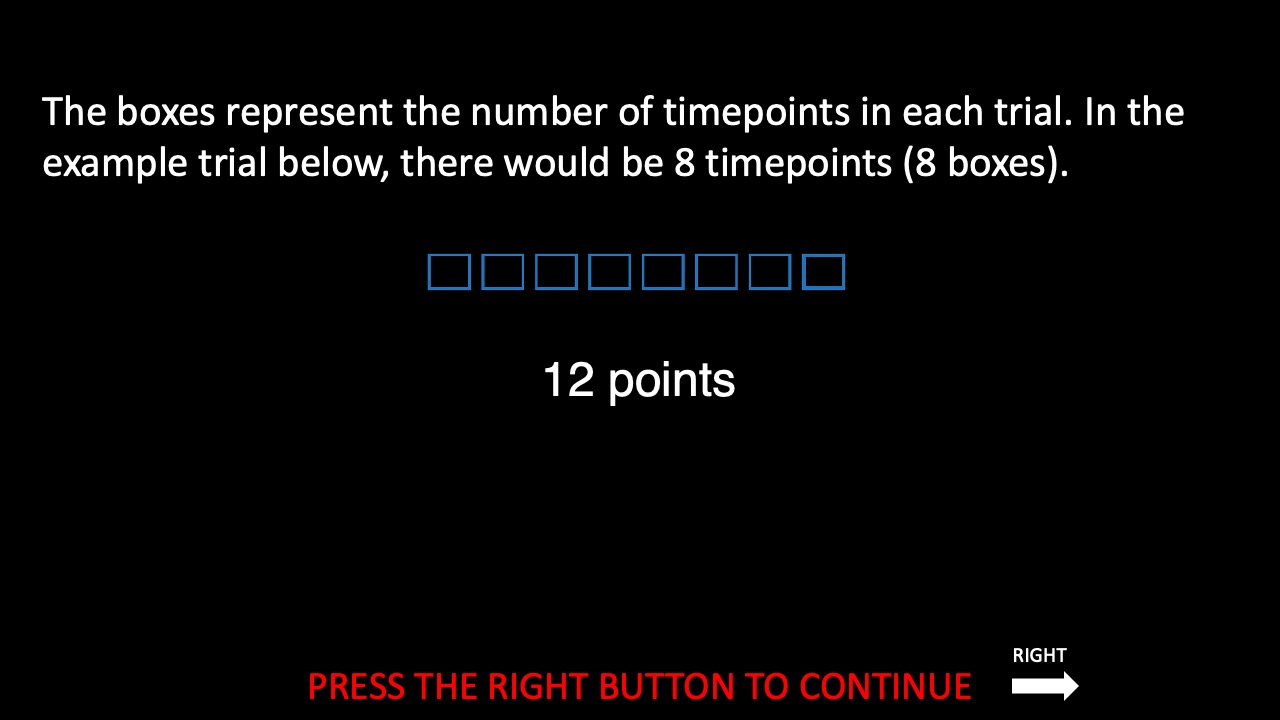 The boxes represent the number of timepoints in each trial. In the
example trial below, there would be 8 timepoints (8 boxes).
12 points
RIGHT
PRESS THE RIGHT BUTTON TO CONTINUE